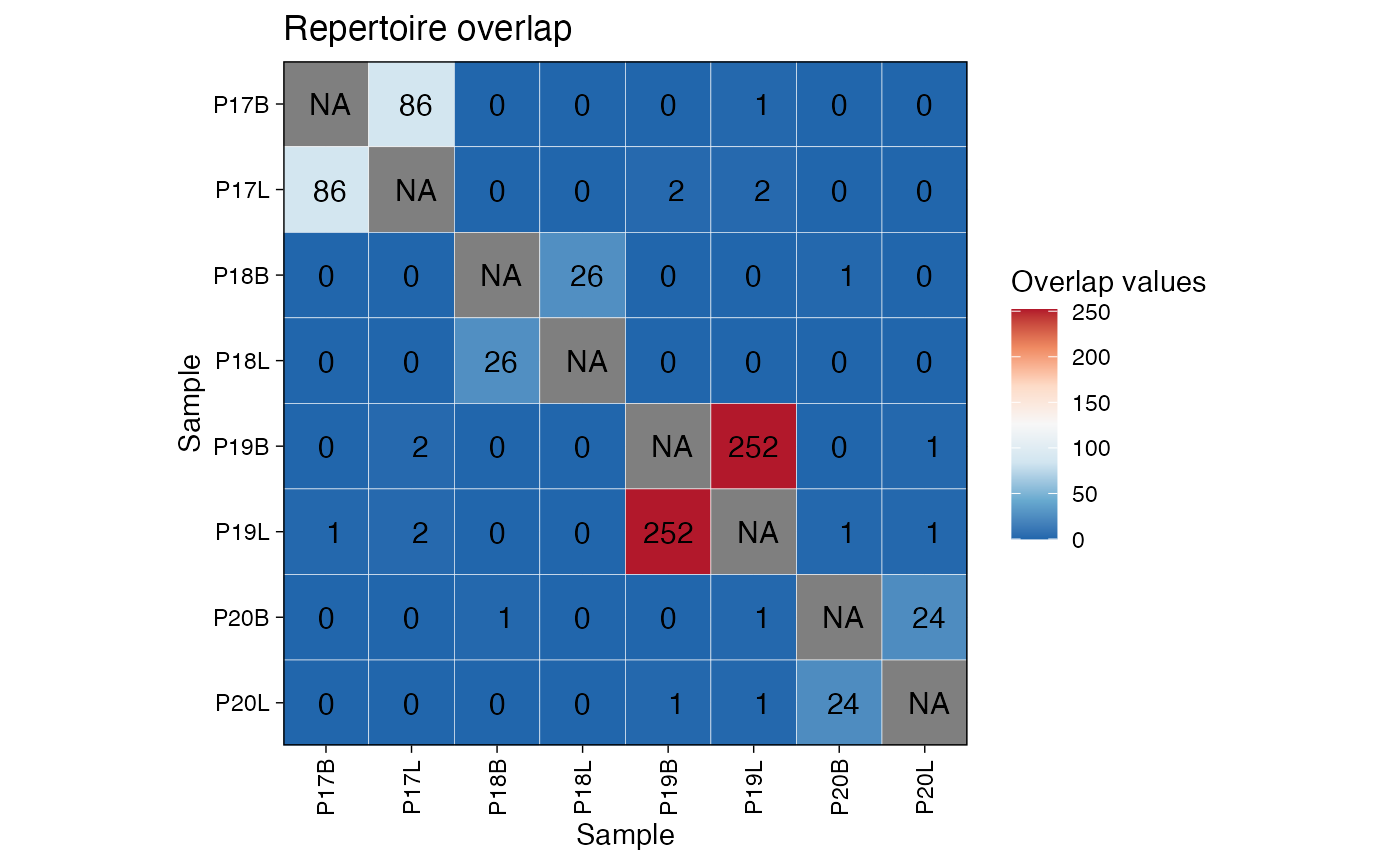 Repertoire overlap
P17B NA 86 0 0 0 1 0 0
P17L 86 NA 0 0 2 2 0 0
P18B 0 0 NA 26 0 0 1 0
P18L 0 0 26 NA 0 0 0 0
P19B 0 2 0 0 NA 252 0 1
P19L 1 2 0 0 252 NA 1 1
P20B 0 0 1 0 0 1 NA 24
P20L 0 0 0 0 1 1 24 NA
Sample
P17B P17L P18B P18L P19B P19L P20B P20L
Sample
Overlap values
250
200
150
100
50
0